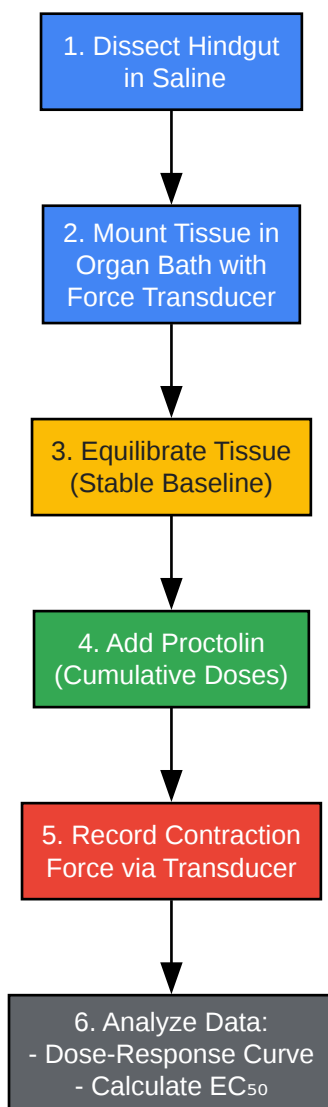 1. Dissect Hindgut
in Saline
2. Mount Tissue in
Organ Bath with
Force Transducer
3. Equilibrate Tissue
(Stable Baseline)
4. Add Proctolin
(Cumulative Doses)
5. Record Contraction
Force via Transducer
6. Analyze Data:
- Dose-Response Curve
- Calculate EC₅₀